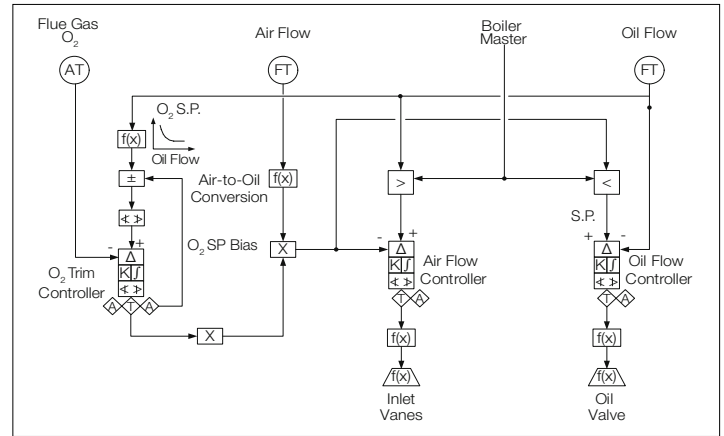 Flue Gas
O2
Air Flow
Boiler
Master
Oil Flow
AT
FT
FT
O2 S.P.
f(x)
Oil Flow
±
Air-to-Oil
Conversion
f(x)
>
<
O2 SP Bias
X
- +
- +
S.P.
+ -
Δ
K ∫
O2 Trim
Controller
A T A
Δ
K ∫
Air Flow
Controller
T A
Δ
K ∫
Oil Flow
Controller
T A
X
f(x)
f(x)
f(x)
f(x)
Inlet
Vanes
Oil
Valve